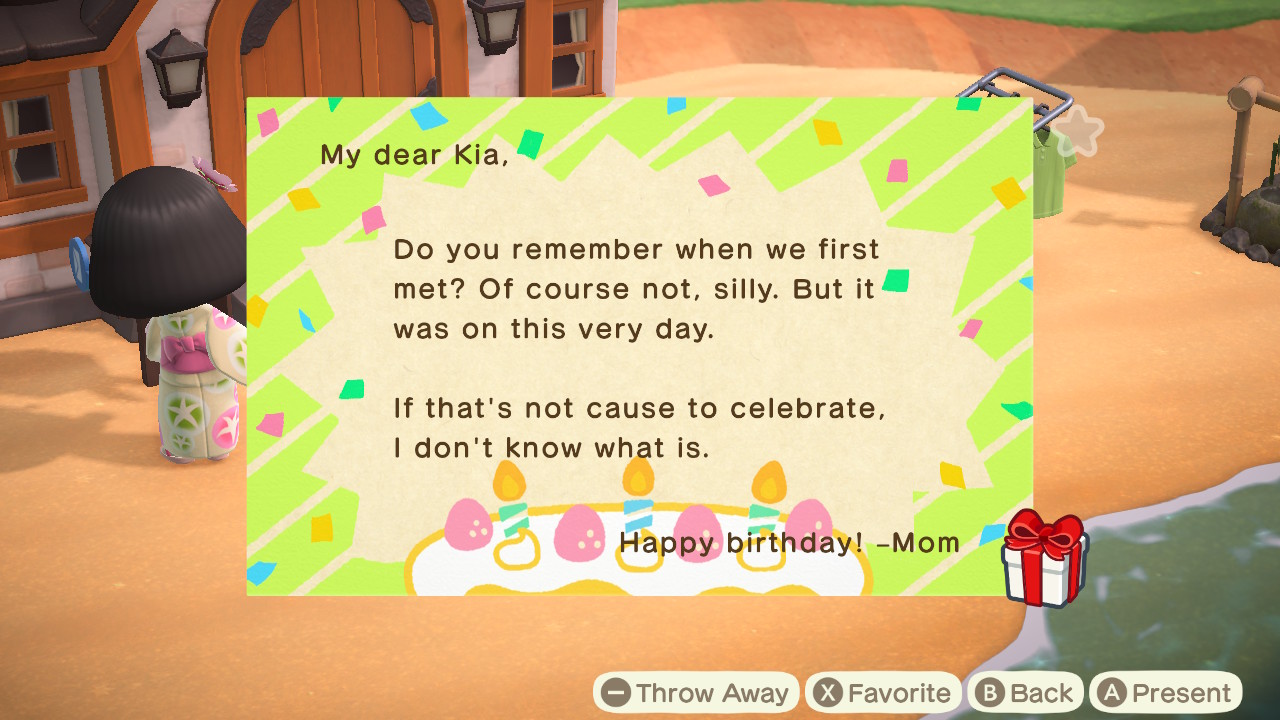 My dear Kia,
Do you remember when we first
met? Of course not, silly. But it
was on this very day.
If that's not cause to celebrate,
I don't know what is.
Happy birthday! –Mom
Throw Away X Favorite B Back A Present